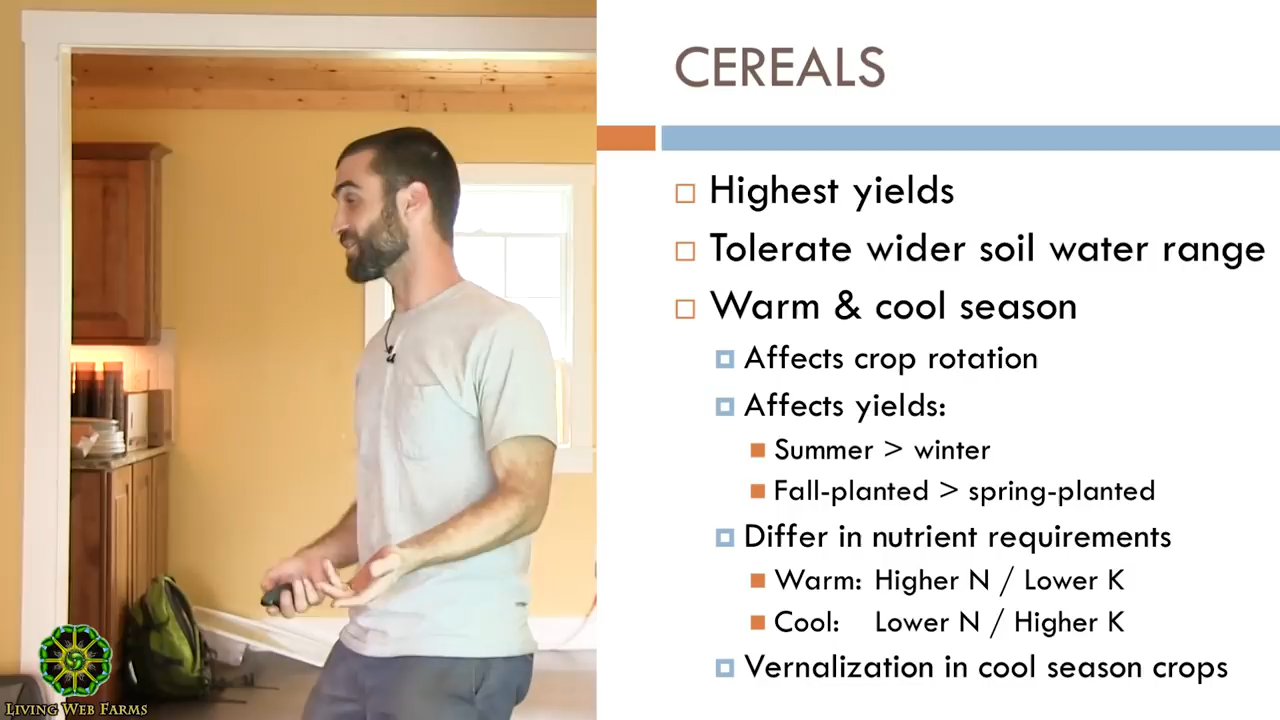 CEREALS
Highest yields
Tolerate wider soil water range
Warm & cool season
Affects crop rotation
Affects yields:
Summer > winter
Fall-planted > spring-planted
Differ in nutrient requirements
Warm: Higher N / Lower K
Cool: Lower N / Higher K
Vernalization in cool season crops
Living Web Farms